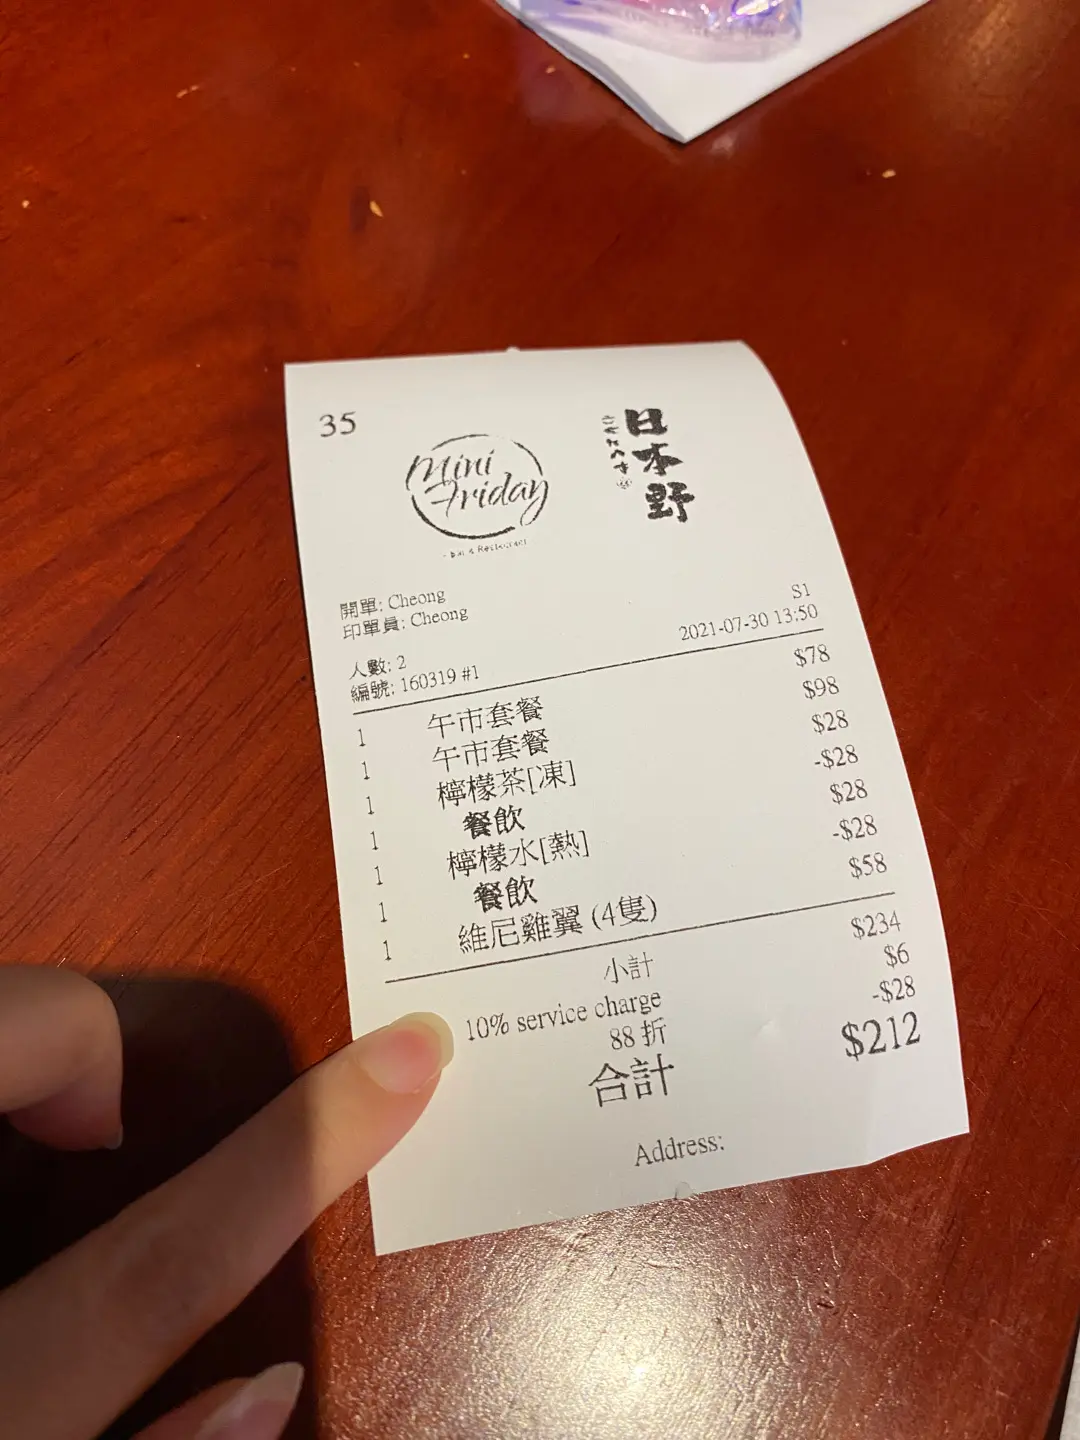 35
Mini
Friday
Bar & Restaurant
日本野
開單: Cheong
印單員: Cheong
S1
人數: 2
2021-07-30 13:50
編號: 160319 #1
1 午市套餐 $78
1 午市套餐 $98
1 檸檬茶[凍] $28
1 餐飲 -$28
1 檸檬水[熱] $28
1 餐飲 -$28
1 維尼雞翼 (4隻) $58
小計 $234
10% service charge $6
88 折 -$28
合計 $212
Address: